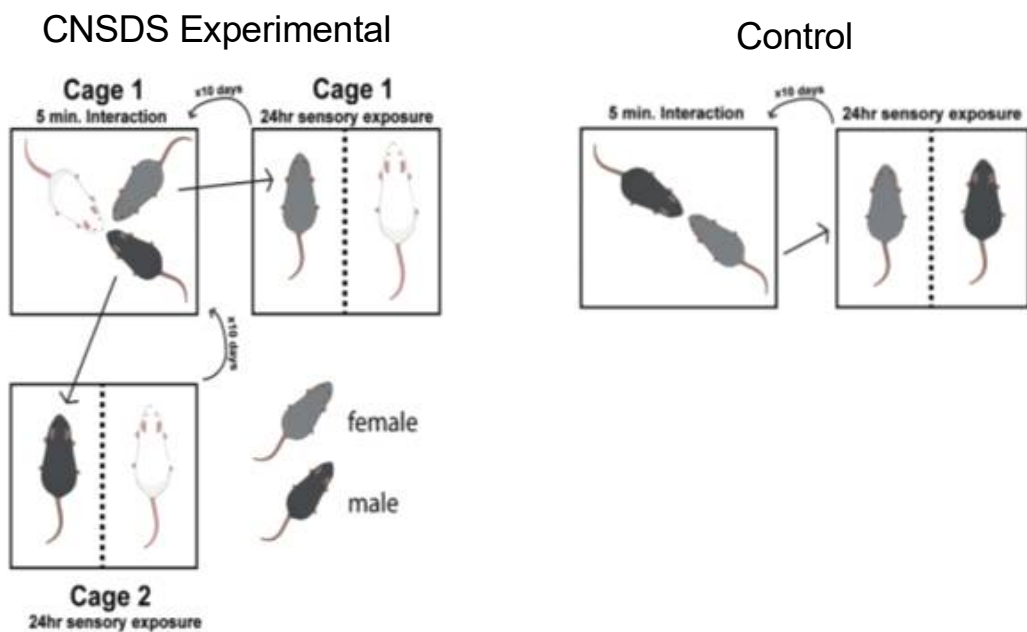 CNSDS Experimental
Control
Cage 1
5 min. Interaction
x10 days
Cage 1
24hr sensory exposure
5 min. Interaction
x10 days
24hr sensory exposure
x10 days
female
male
Cage 2
24hr sensory exposure